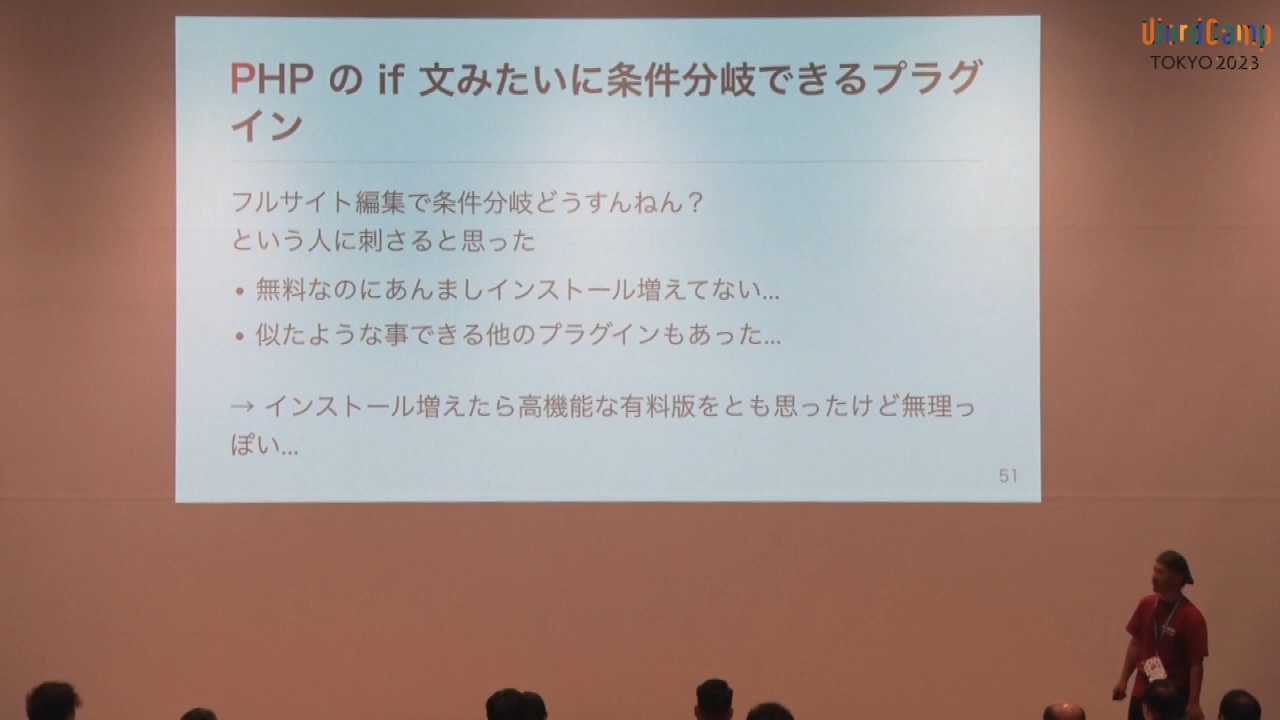 WordCamp
TOKYO 2023
PHP の if 文みたいに条件分岐できるプラグ
イン
フルサイト編集で条件分岐どうすんねん？
という人に刺さると思った
• 無料なのにあんましインストール増えてない...
• 似たような事できる他のプラグインもあった...
→ インストール増えたら高機能な有料版をとも思ったけど無理っ
ぽい...
51